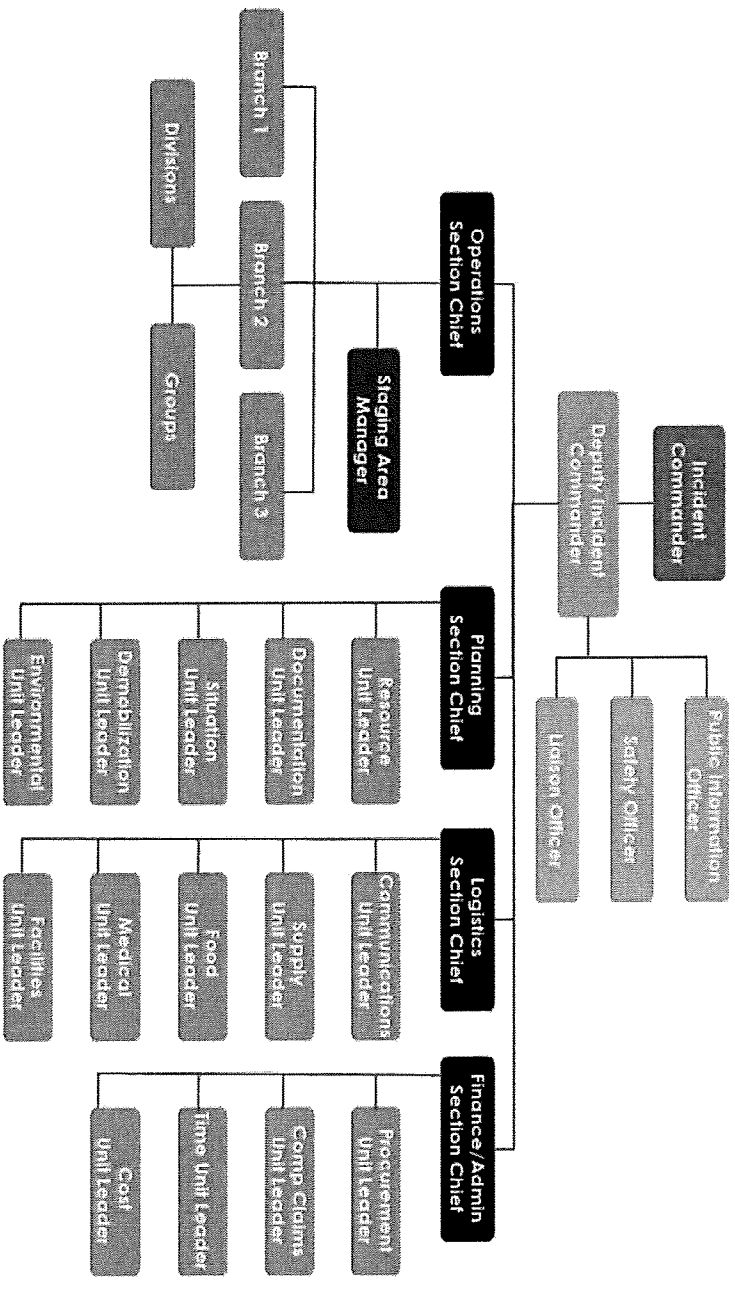 Incident
Commander
Deputy Incident
Commander
Public Information
Officer
Safety Officer
Liaison Officer
Operations
Section Chief
Staging Area
Manager
Branch 1
Branch 2
Branch 3
Divisions
Groups
Planning
Section Chief
Resource
Unit Leader
Documentation
Unit Leader
Situation
Unit Leader
Demobilization
Unit Leader
Environmental
Unit Leader
Logistics
Section Chief
Communications
Unit Leader
Supply
Unit Leader
Food
Unit Leader
Medical
Unit Leader
Facilities
Unit Leader
Finance/Admin
Section Chief
Procurement
Unit Leader
Comp Claims
Unit Leader
Time Unit Leader
Cost
Unit Leader